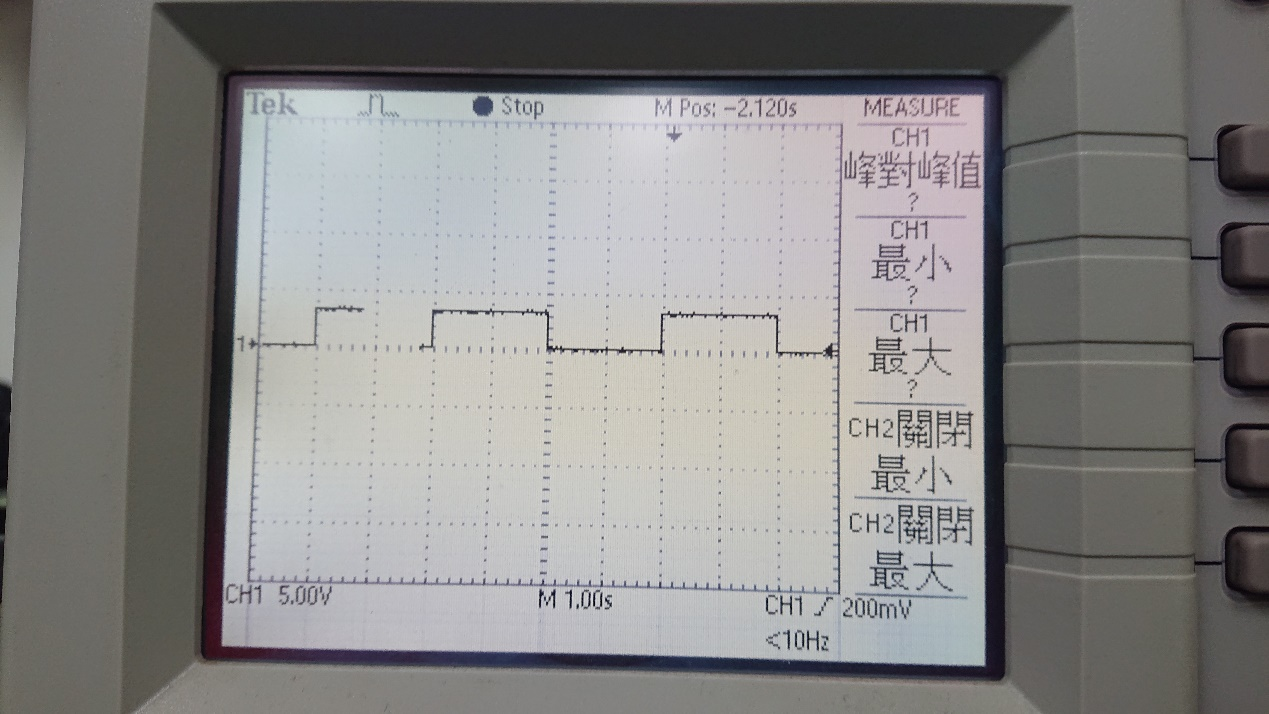 Tek
Stop
M Pos: -2.120s
MEASURE
CH1
峰對峰值
?
CH1
最小
?
CH1
最大
?
CH2關閉
最小
CH2關閉
最大
1
CH1 5.00V
M 1.00s
CH1
200mV
<10Hz